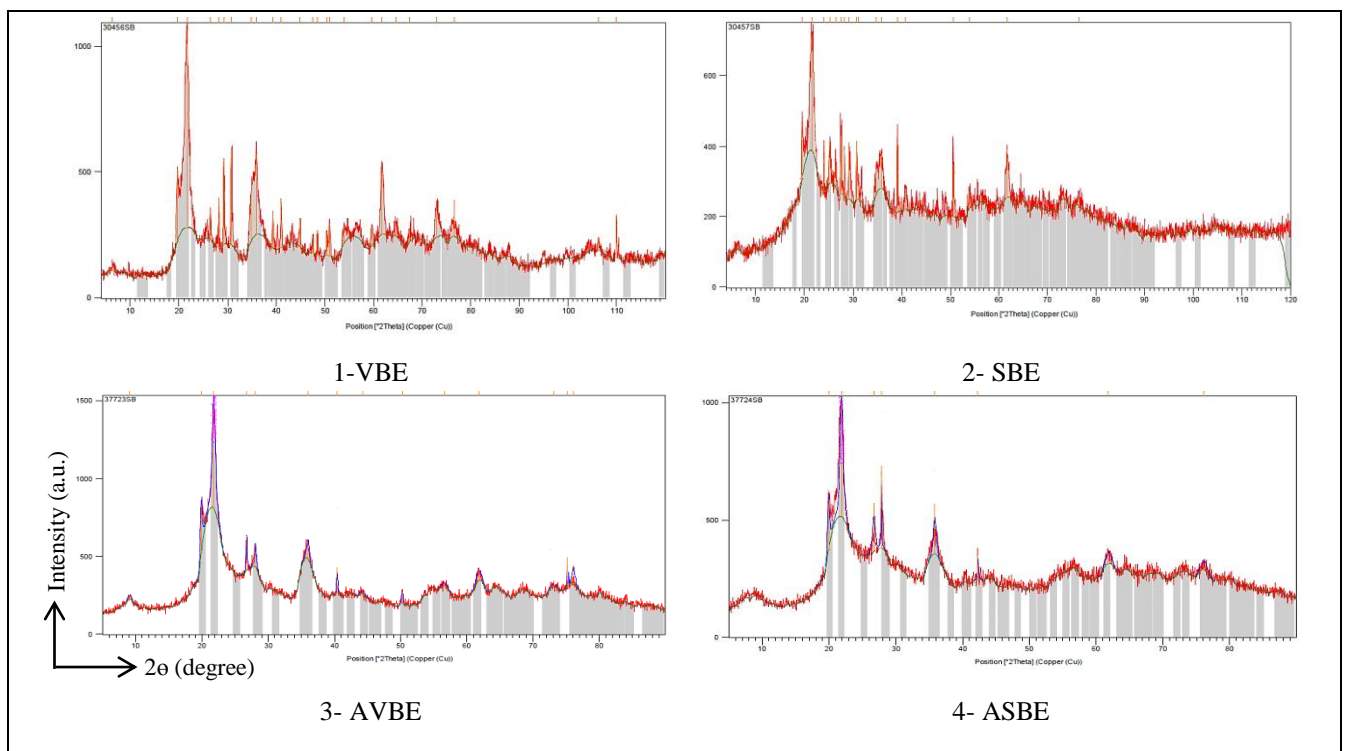 30456SB
1000
500
0
10 20 30 40 50 60 70 80 90 100 110
Position [°2Theta] (Copper (Cu))
1-VBE
30457SB
600
400
200
0
10 20 30 40 50 60 70 80 90 100 110 120
Position [°2Theta] (Copper (Cu))
2- SBE
37723SB
1500
1000
500
0
10 20 30 40 50 60 70 80
Position [°2Theta] (Copper (Cu))
Intensity (a.u.)
2ɵ (degree)
3- AVBE
37724SB
1000
500
0
10 20 30 40 50 60 70 80
Position [°2Theta] (Copper (Cu))
4- ASBE